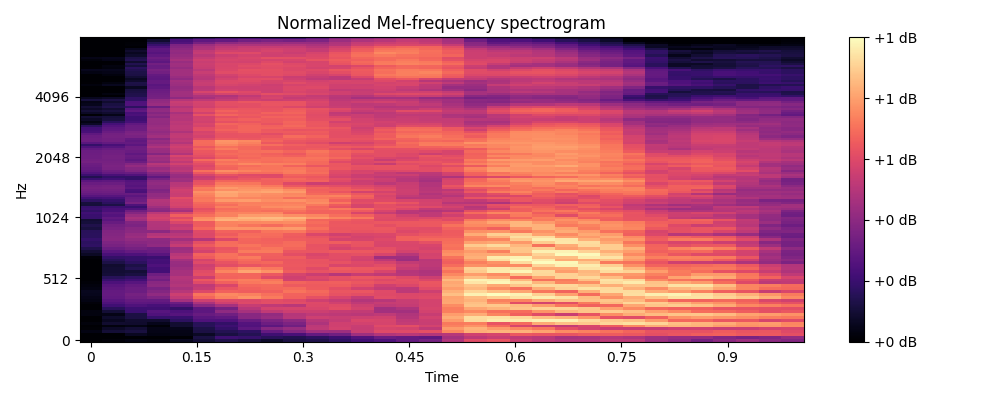 Normalized Mel-frequency spectrogram
Hz
4096
2048
1024
512
0
0 0.15 0.3 0.45 0.6 0.75 0.9
Time
+1 dB
+1 dB
+1 dB
+0 dB
+0 dB
+0 dB